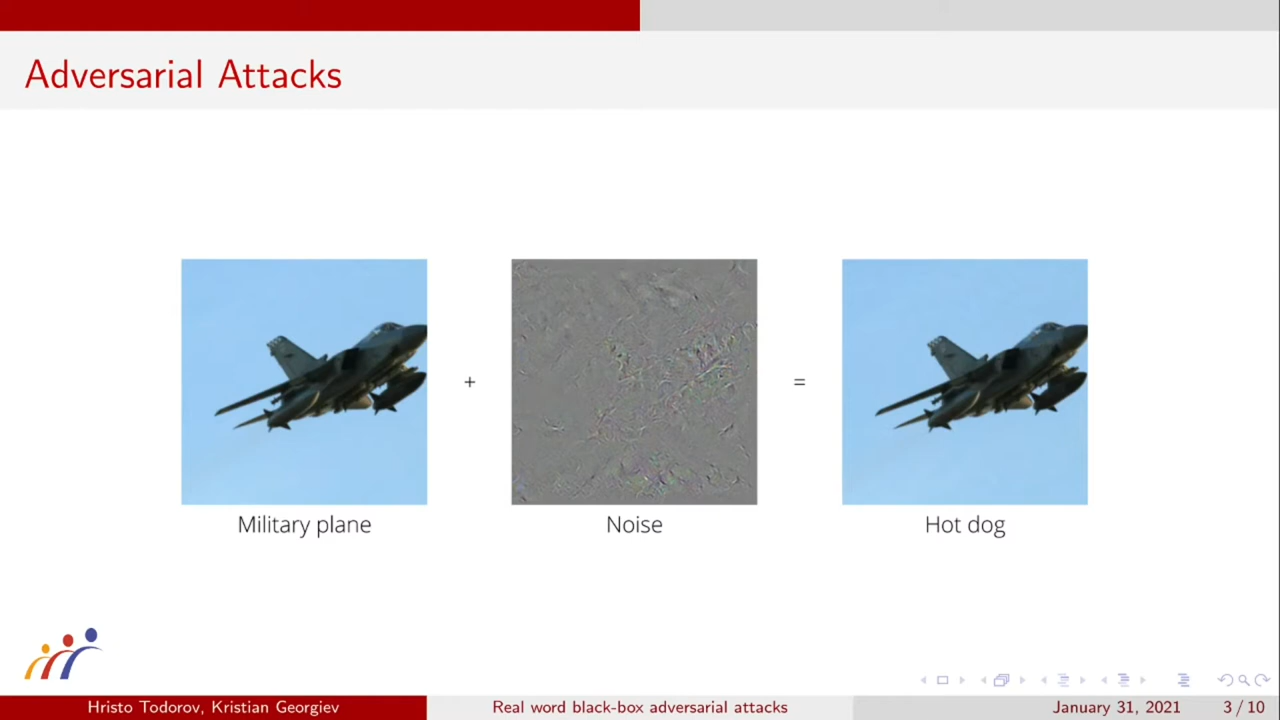 Adversarial Attacks
+
=
Military plane
Noise
Hot dog
Hristo Todorov, Kristian Georgiev
Real word black-box adversarial attacks
January 31, 2021
3 / 10